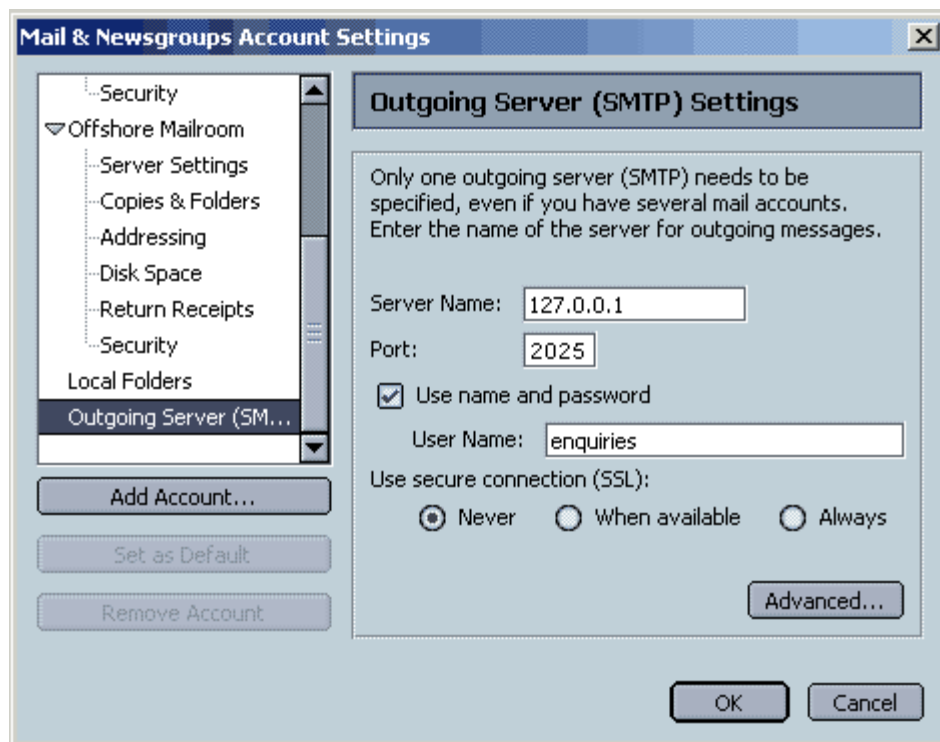 Mail & Newsgroups Account Settings
Security
Offshore Mailroom
Server Settings
Copies & Folders
Addressing
Disk Space
Return Receipts
Security
Local Folders
Outgoing Server (SM...
Add Account...
Set as Default
Remove Account
Outgoing Server (SMTP) Settings
Only one outgoing server (SMTP) needs to be
specified, even if you have several mail accounts.
Enter the name of the server for outgoing messages.
Server Name: 127.0.0.1
Port: 2025
Use name and password
User Name: enquiries
Use secure connection (SSL):
Never When available Always
Advanced...
OK Cancel